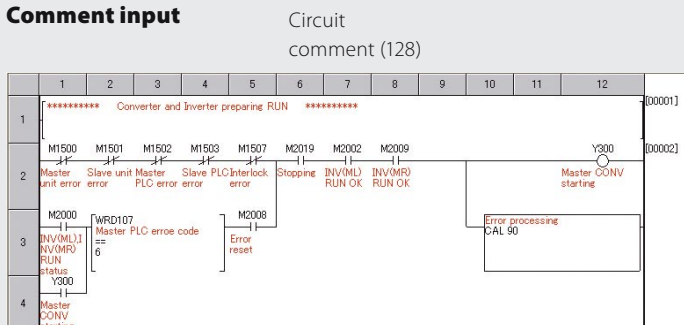 Comment input
Circuit
comment (128)
1 2 3 4 5 6 7 8 9 10 11 12
********** Converter and Inverter preparing RUN ********** [00001]
1
M1500 M1501 M1502 M1503 M1507 M2019 M2002 M2009 Y300 [00002]
2
Master Slave unit Master Slave PLC Interlock Stopping INV(ML) INV(MR) Master CONV
unit error error PLC error error error RUN OK RUN OK starting
M2000 WRD107 M2008
Master PLC erroe code
Error processing
CAL 90
3
INV(ML),I == Error
NV(MR) 6 reset
RUN
status
Y300
4
Master
CONV
starting